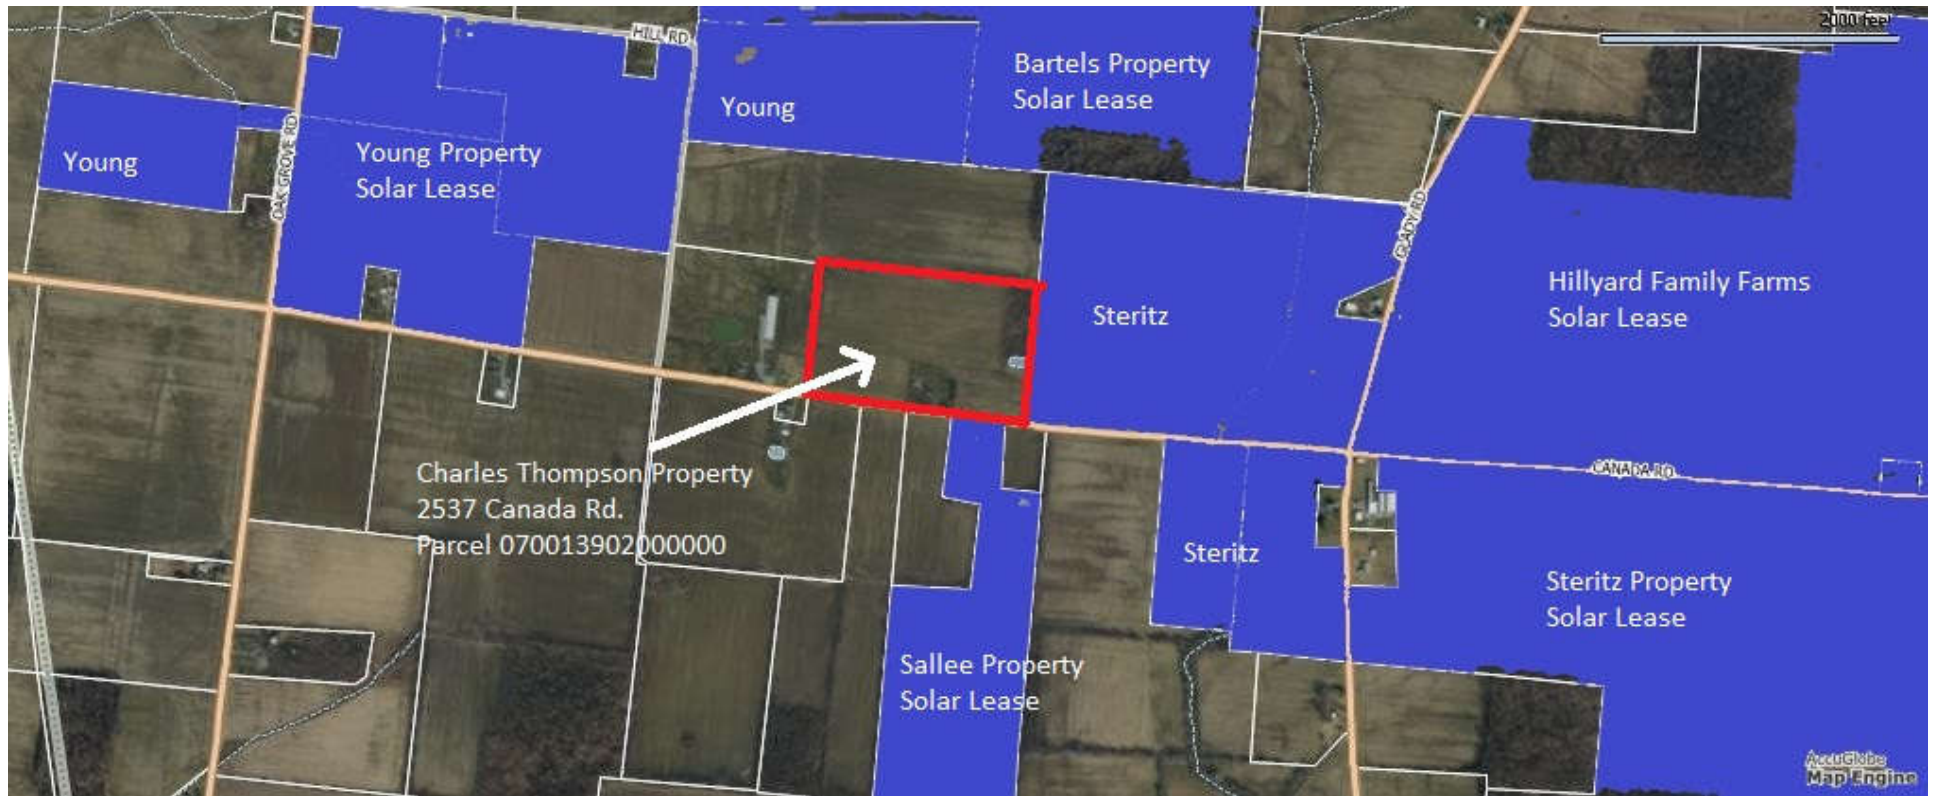 2000 feet
HILL RD
Bartels Property
Solar Lease
Young
Young Property
Solar Lease
Young
OAK GROVE RD
GLADY RD
Hillyard Family Farms
Solar Lease
Steritz
Charles Thompson Property
2537 Canada Rd.
Parcel 070013902000000
CANADA RD
Steritz
Steritz Property
Solar Lease
Sallee Property
Solar Lease
AccuGlobe
Map Engine